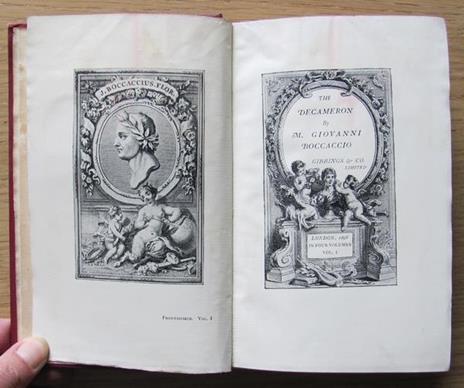 J. BOCCACCIUS, FLOR.
FRONTISPIECE. VOL. I
THE
DECAMERON
By
M. GIOVANNI
BOCCACCIO
GIBBINGS & CO.
LIMITED
LONDON, 1896
IN FOUR VOLUMES
VOL. I